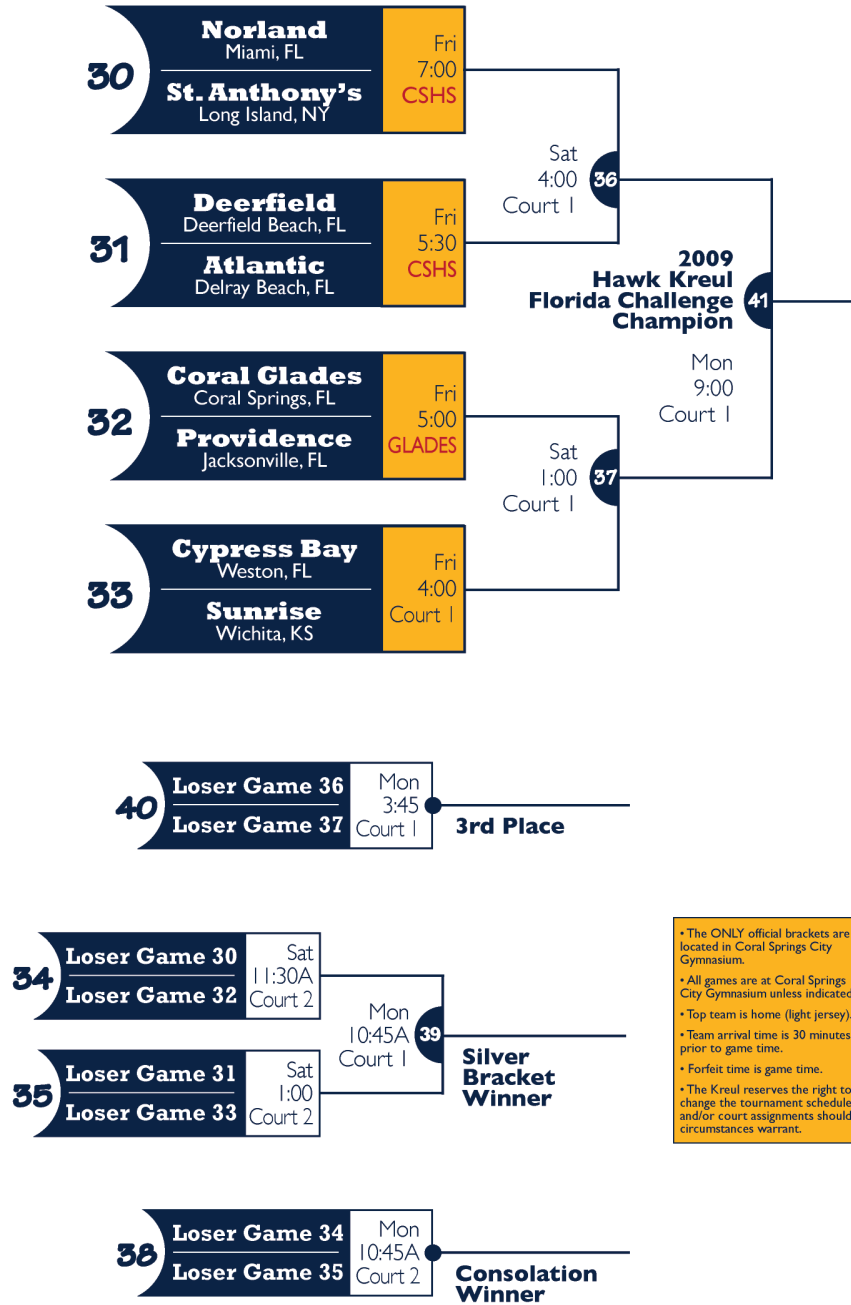 30
Norland
Miami, FL
St. Anthony's
Long Island, NY
Fri
7:00
CSHS
31
Deerfield
Deerfield Beach, FL
Atlantic
Delray Beach, FL
Fri
5:30
CSHS
Sat
4:00
Court 1
36
32
Coral Glades
Coral Springs, FL
Providence
Jacksonville, FL
Fri
5:00
GLADES
33
Cypress Bay
Weston, FL
Sunrise
Wichita, KS
Fri
4:00
Court 1
Sat
1:00
Court 1
37
2009
Hawk Kreul
Florida Challenge
Champion
41
Mon
9:00
Court 1
40
Loser Game 36
Loser Game 37
Mon
3:45
Court 1
3rd Place
34
Loser Game 30
Loser Game 32
Sat
11:30A
Court 2
35
Loser Game 31
Loser Game 33
Sat
1:00
Court 2
Mon
10:45A
Court 1
39
Silver
Bracket
Winner
38
Loser Game 34
Loser Game 35
Mon
10:45A
Court 2
Consolation
Winner
• The ONLY official brackets are
located in Coral Springs City
Gymnasium.
• All games are at Coral Springs
City Gymnasium unless indicated
• Top team is home (light jersey).
• Team arrival time is 30 minutes
prior to game time.
• Forfeit time is game time.
• The Kreul reserves the right to
change the tournament schedule
and/or court assignments should
circumstances warrant.